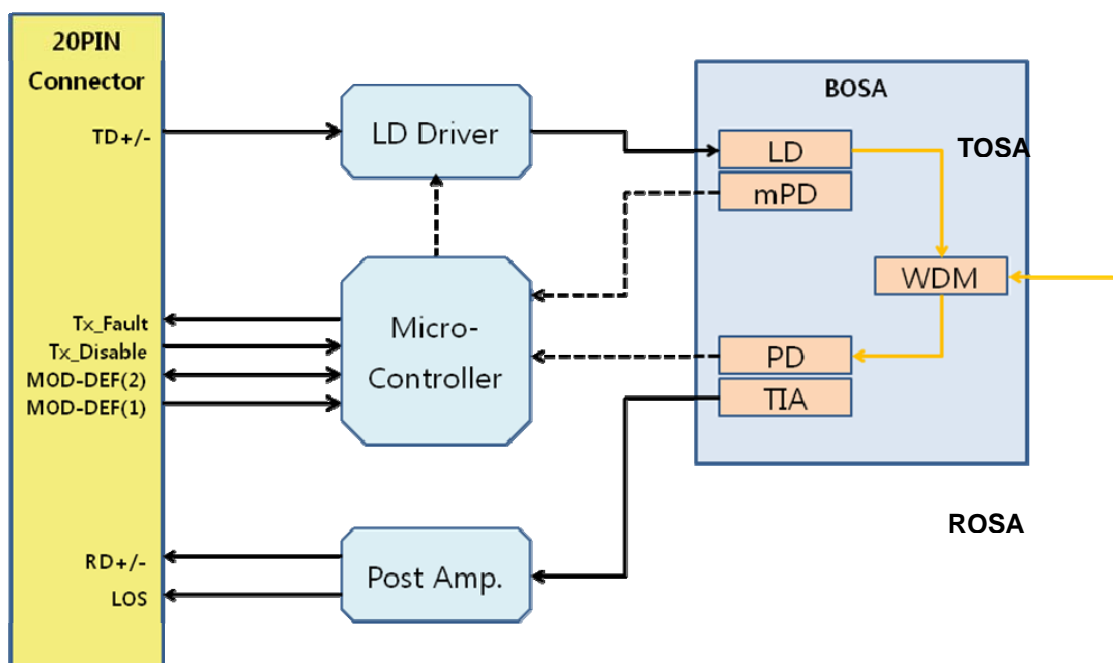 20PIN
Connector
TD+/-
Tx_Fault
Tx_Disable
MOD-DEF(2)
MOD-DEF(1)
RD+/-
LOS
LD Driver
Micro-
Controller
Post Amp.
BOSA
LD
mPD
WDM
PD
TIA
TOSA
ROSA